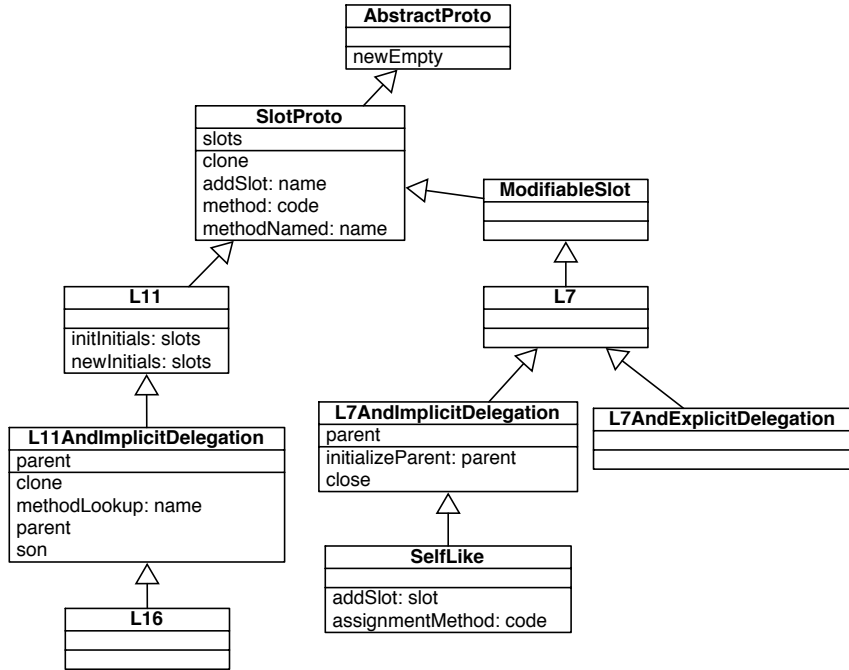 AbstractProto
newEmpty
SlotProto
slots
clone
addSlot: name
method: code
methodNamed: name
ModifiableSlot
L11
initInitials: slots
newInitials: slots
L7
L11AndImplicitDelegation
parent
clone
methodLookup: name
parent
son
L7AndImplicitDelegation
parent
initializeParent: parent
close
L7AndExplicitDelegation
SelfLike
addSlot: slot
assignmentMethod: code
L16